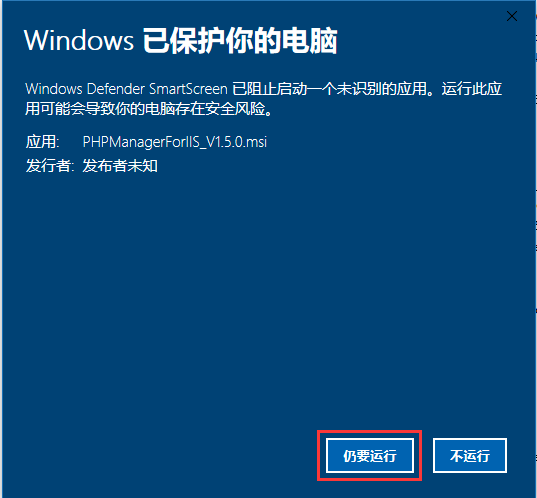 Windows 已保护你的电脑
Windows Defender SmartScreen 已阻止启动一个未识别的应用。运行此应
用可能会导致你的电脑存在安全风险。
应用: PHPManagerForIIS_V1.5.0.msi
发行者: 发布者未知
仍要运行 不运行